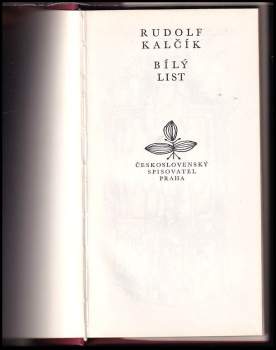 RUDOLF
KALČÍK
BÍLÝ
LIST
ČESKOSLOVENSKÝ
SPISOVATEL
PRAHA